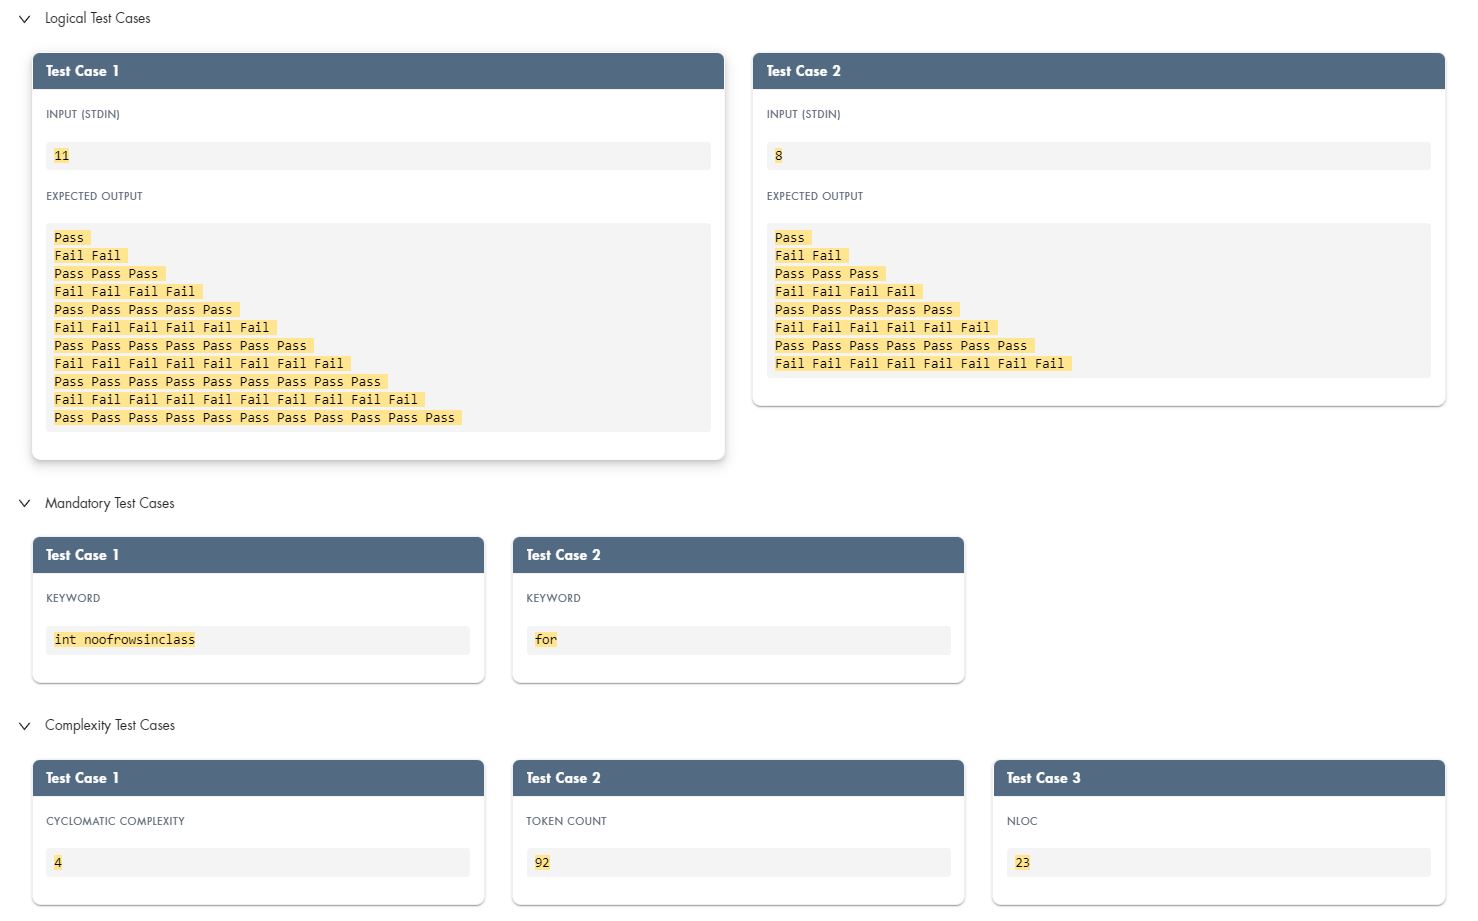 Logical Test Cases
Test Case 1
INPUT (STDIN)
11
EXPECTED OUTPUT
Pass
Fail Fail
Pass Pass Pass
Fail Fail Fail Fail
Pass Pass Pass Pass Pass
Fail Fail Fail Fail Fail Fail
Pass Pass Pass Pass Pass Pass Pass
Fail Fail Fail Fail Fail Fail Fail Fail
Pass Pass Pass Pass Pass Pass Pass Pass Pass
Fail Fail Fail Fail Fail Fail Fail Fail Fail Fail
Pass Pass Pass Pass Pass Pass Pass Pass Pass Pass Pass
Test Case 2
INPUT (STDIN)
8
EXPECTED OUTPUT
Pass
Fail Fail
Pass Pass Pass
Fail Fail Fail Fail
Pass Pass Pass Pass Pass
Fail Fail Fail Fail Fail Fail
Pass Pass Pass Pass Pass Pass Pass
Fail Fail Fail Fail Fail Fail Fail Fail
Mandatory Test Cases
Test Case 1
KEYWORD
int noofrowsinclass
Test Case 2
KEYWORD
for
Complexity Test Cases
Test Case 1
CYCLOMATIC COMPLEXITY
4
Test Case 2
TOKEN COUNT
92
Test Case 3
NLOC
23